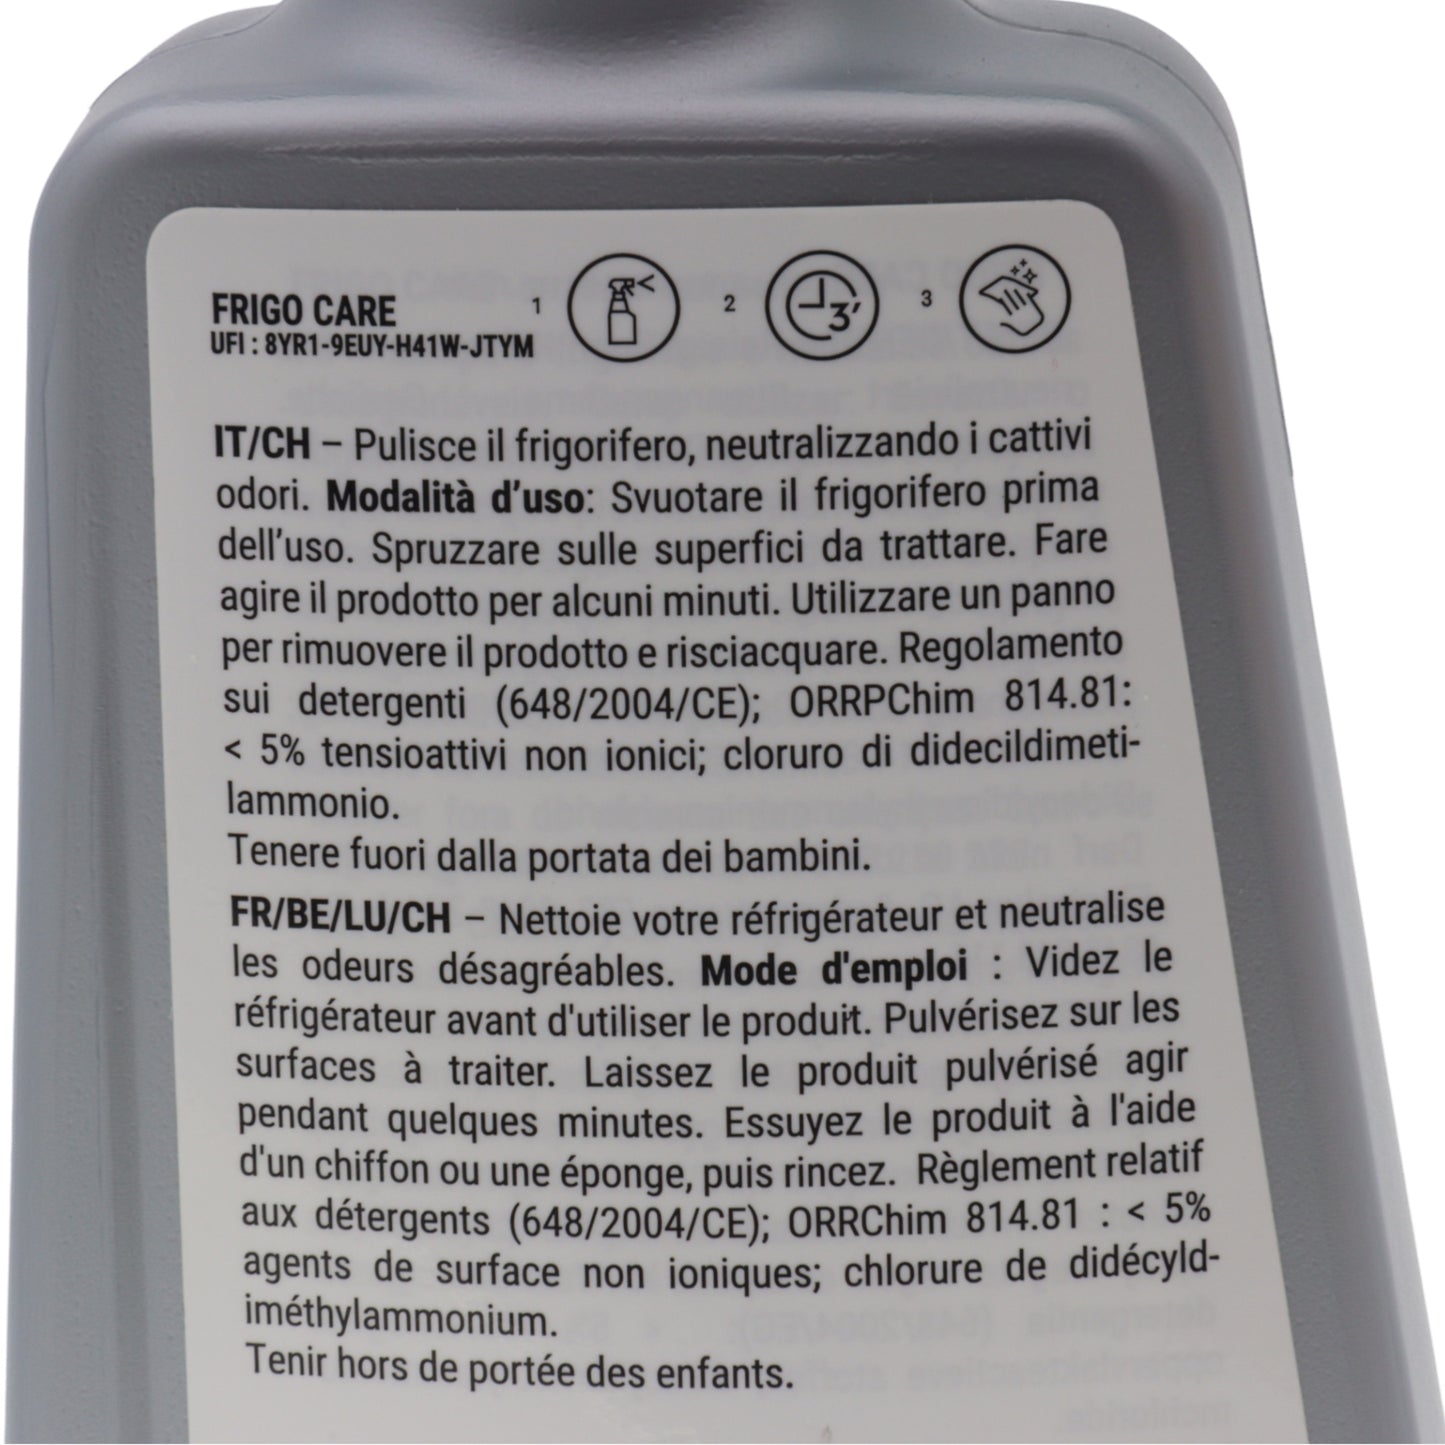 FRIGO CARE
UFI : 8YR1-9EUY-H41W-JTYM
1
2
3'
3
IT/CH – Pulisce il frigorifero, neutralizzando i cattivi
odori. Modalità d’uso: Svuotare il frigorifero prima
dell’uso. Spruzzare sulle superfici da trattare. Fare
agire il prodotto per alcuni minuti. Utilizzare un panno
per rimuovere il prodotto e risciacquare. Regolamento
sui detergenti (648/2004/CE); ORRPChim 814.81:
< 5% tensioattivi non ionici; cloruro di didecildimeti-
lammonio.
Tenere fuori dalla portata dei bambini.
FR/BE/LU/CH – Nettoie votre réfrigérateur et neutralise
les odeurs désagréables. Mode d'emploi : Videz le
réfrigérateur avant d'utiliser le produit. Pulvérisez sur les
surfaces à traiter. Laissez le produit pulvérisé agir
pendant quelques minutes. Essuyez le produit à l'aide
d'un chiffon ou une éponge, puis rincez. Règlement relatif
aux détergents (648/2004/CE); ORRChim 814.81 : < 5%
agents de surface non ioniques; chlorure de didécyld-
iméthylammonium.
Tenir hors de portée des enfants.